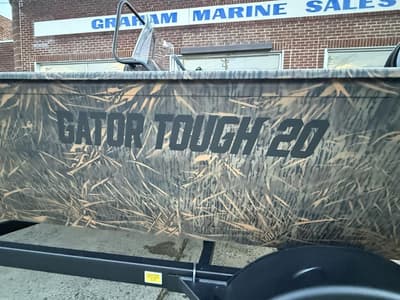 GRAHAM MARINE SALES
GATOR TOUGH 20